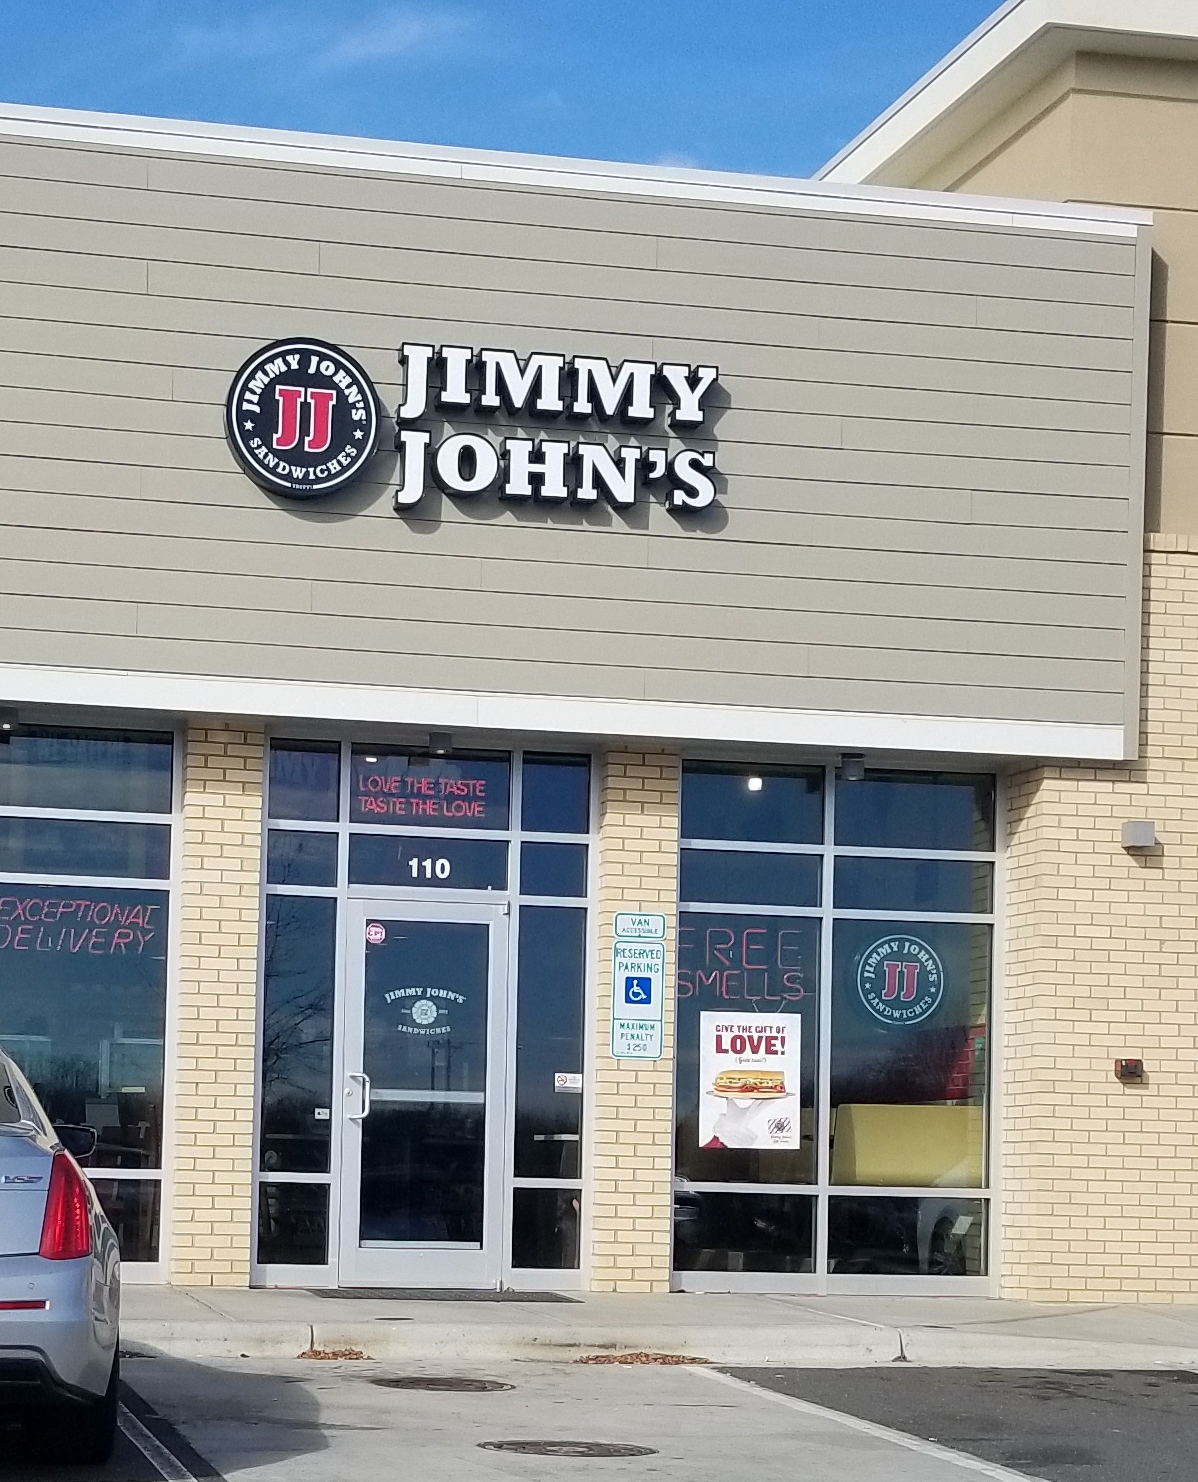 JIMMY JOHN'S
JJ
SANDWICHES
JIMMY
JOHN'S
LOVE THE TASTE
TASTE THE LOVE
110
EXCEPTIONAL
DELIVERY
JIMMY JOHN'S
SANDWICHES
VAN
ACCESSIBLE
RESERVED
PARKING
MAXIMUM
PENALTY
$250
FREE
SMELLS
JIMMY JOHN'S
JJ
SANDWICHES
GIVE THE GIFT OF
LOVE!